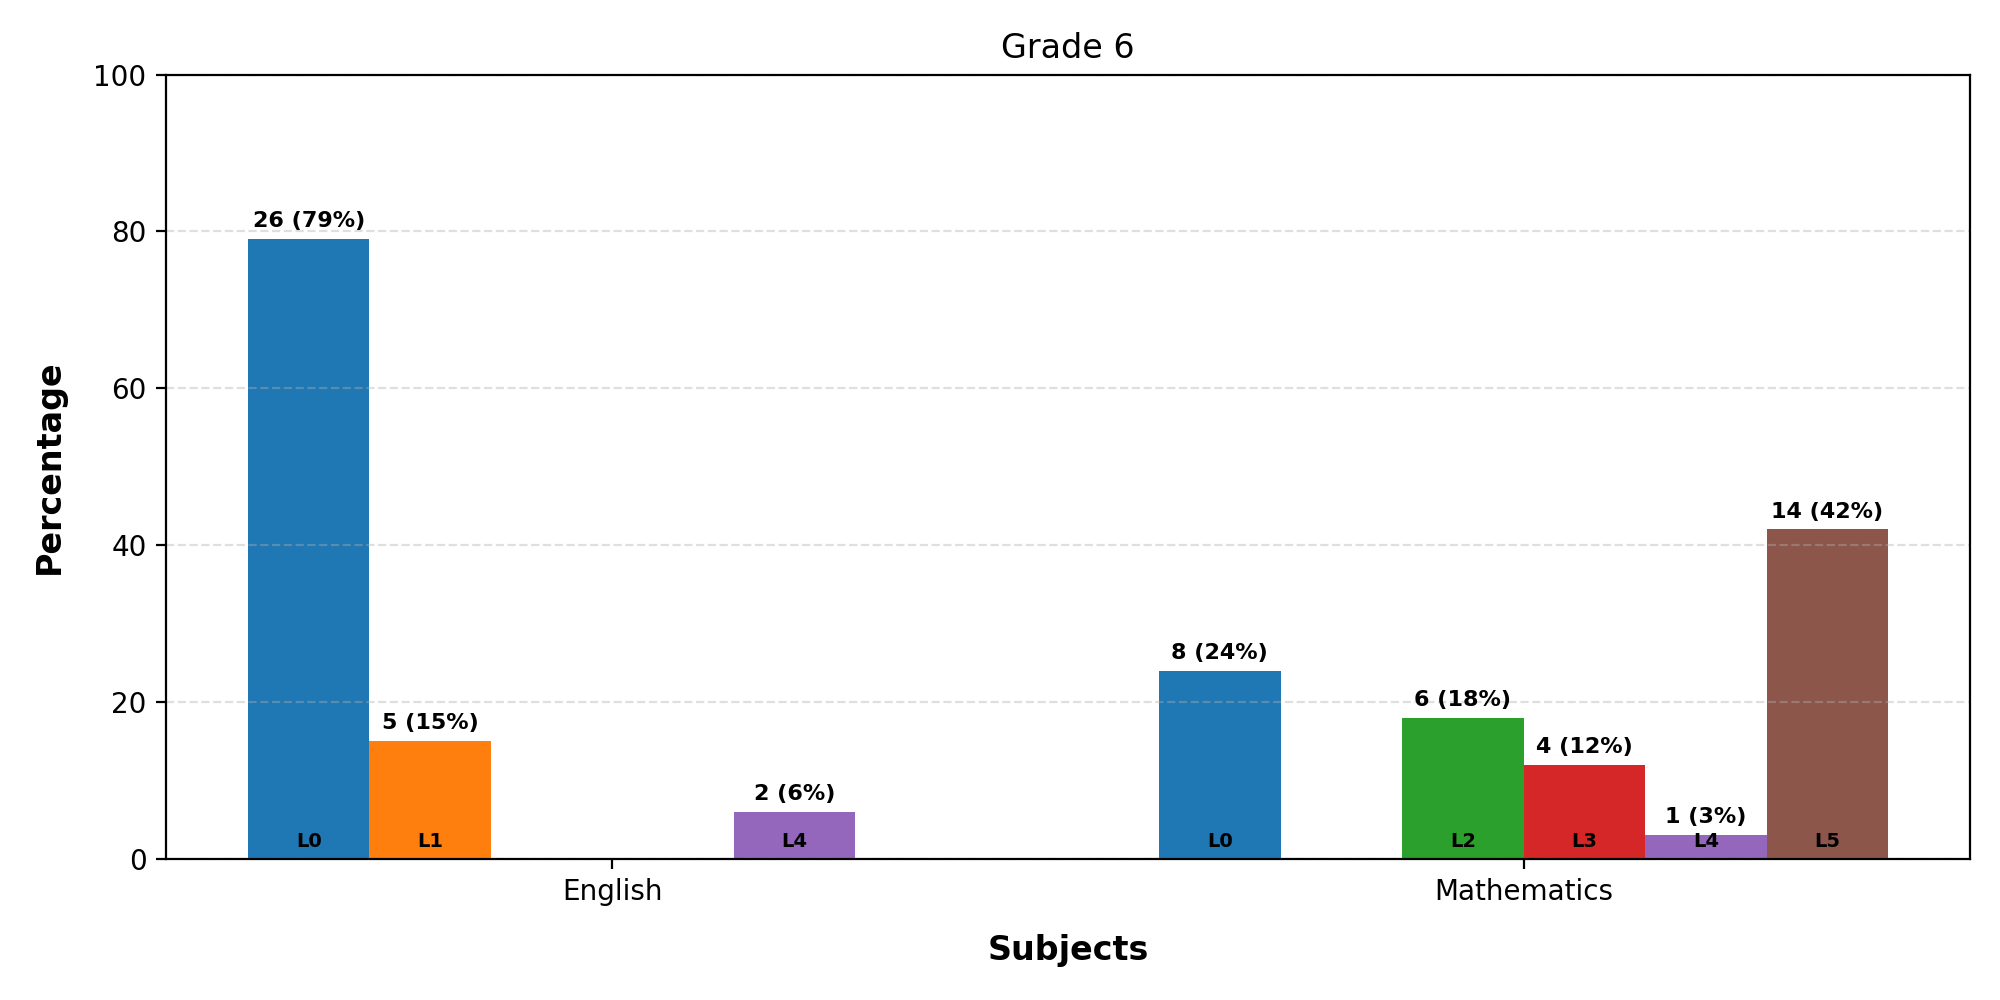 Grade 6
100
80
60
40
20
0
Percentage
26 (79%)
5 (15%)
2 (6%)
8 (24%)
6 (18%)
4 (12%)
1 (3%)
14 (42%)
L0 L1 L4 L0 L2 L3 L4 L5
English Mathematics
Subjects